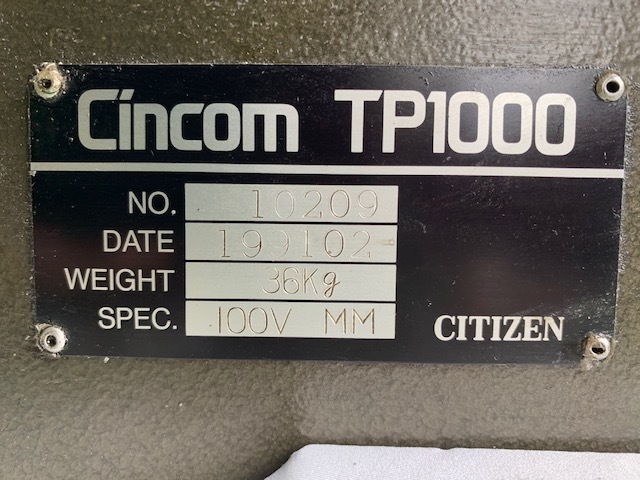 Cincom TP1000
NO. 10209
DATE 199102
WEIGHT 36Kg
SPEC. 100V MM
CITIZEN